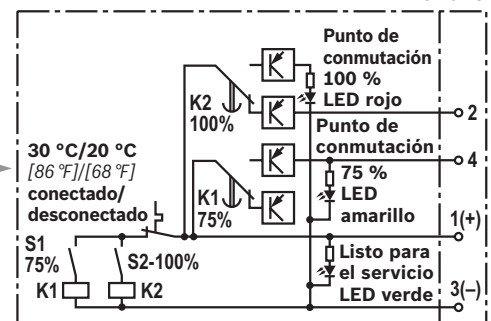 Punto de
conmutación
100 %
LED rojo
K2
100%
2
Punto de
conmutación
4
30 °C/20 °C
[86 °F]/[68 °F]
conectado/
desconectado
K1
75%
75 %
LED
amarillo
1(+)
S1
75%
S2-100%
Listo para
el servicio
LED verde
K1
K2
3(–)